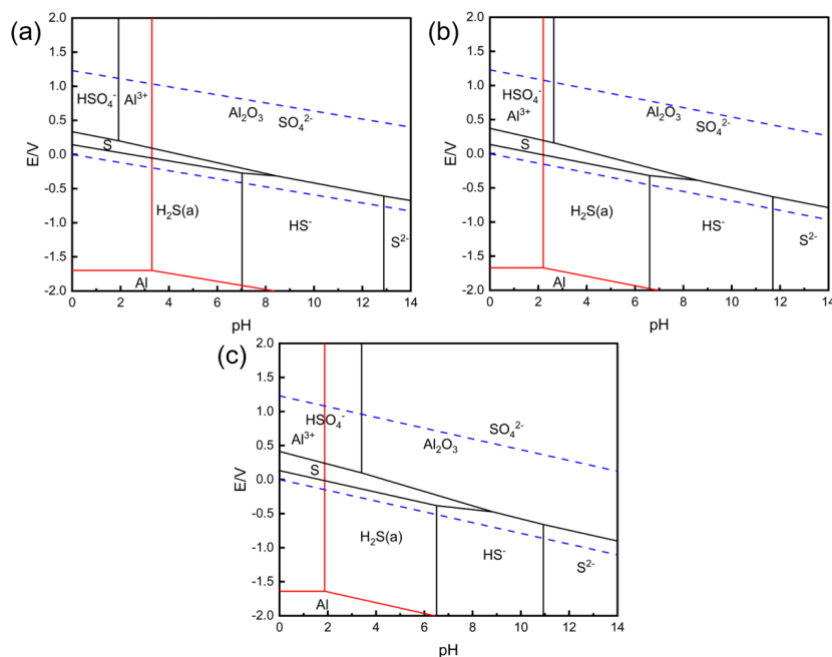 (a)
2.0
1.5
1.0
0.5
0.0
-0.5
-1.0
-1.5
-2.0
E/V
HSO₄⁻
Al³⁺
Al₂O₃
SO₄²⁻
S
H₂S(a)
HS⁻
S²⁻
Al
0 2 4 6 8 10 12 14
pH
(b)
2.0
1.5
1.0
0.5
0.0
-0.5
-1.0
-1.5
-2.0
E/V
HSO₄⁻
Al³⁺
Al₂O₃
SO₄²⁻
S
H₂S(a)
HS⁻
S²⁻
Al
0 2 4 6 8 10 12 14
pH
(c)
2.0
1.5
1.0
0.5
0.0
-0.5
-1.0
-1.5
-2.0
E/V
HSO₄⁻
Al³⁺
SO₄²⁻
Al₂O₃
S
H₂S(a)
HS⁻
S²⁻
Al
0 2 4 6 8 10 12 14
pH